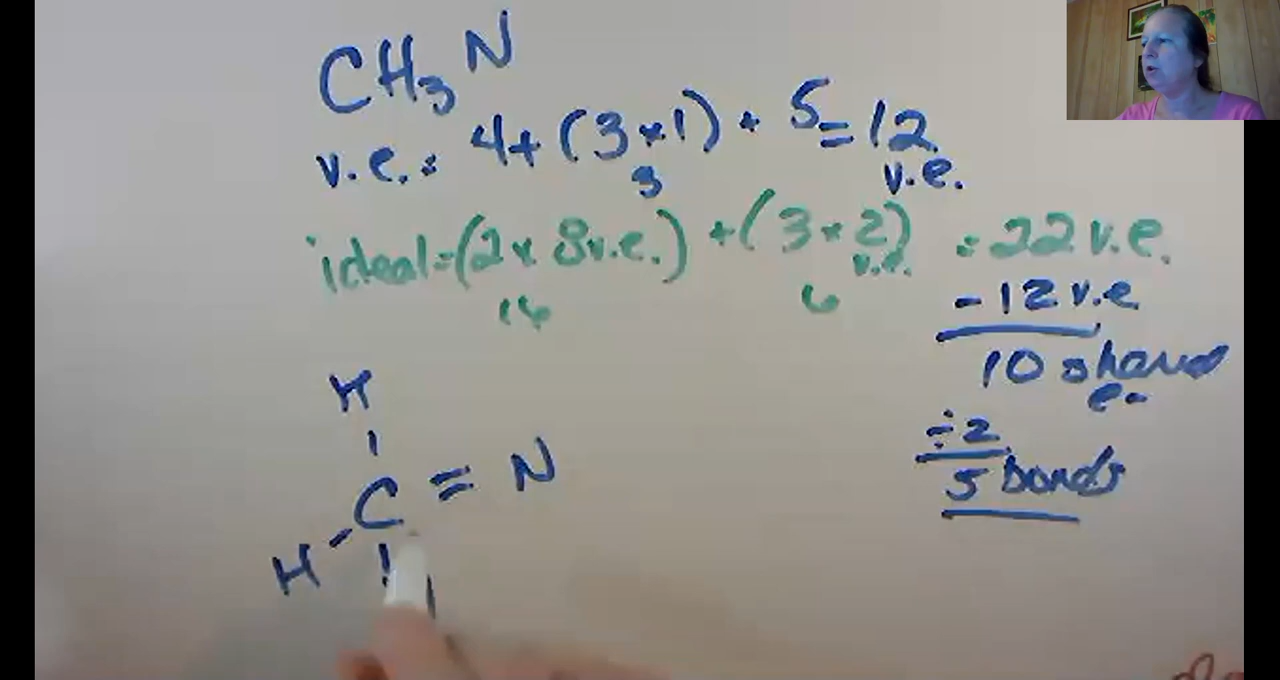 CH₃N
v.e. = 4+(3×1) + 5 = 12
3
v.e.
ideal=(2 × 8v.e.) +(3×2) = 22 v.e.
v.e.
16 6
-12 v.e
10 shared
e-
÷2
5 bonds
H
C = N
H